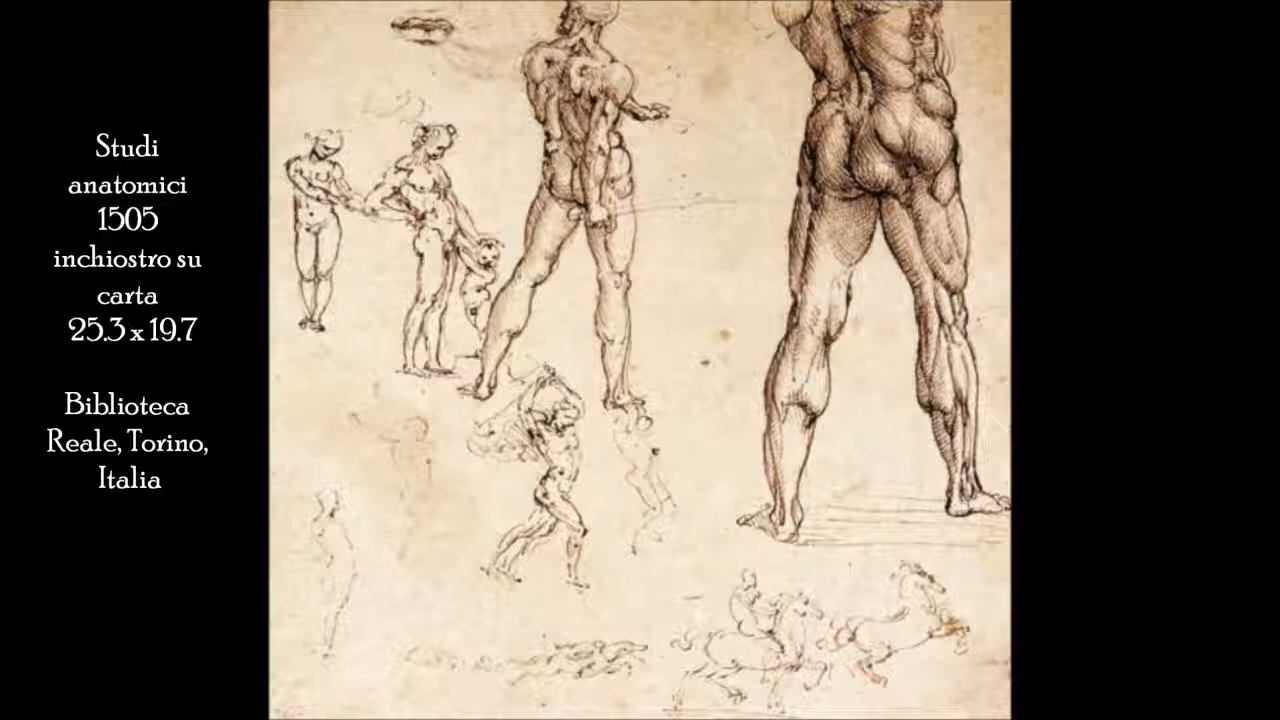 Studi
anatomici
1505
inchiostro su
carta
25.3 x 19.7
Biblioteca
Reale, Torino,
Italia